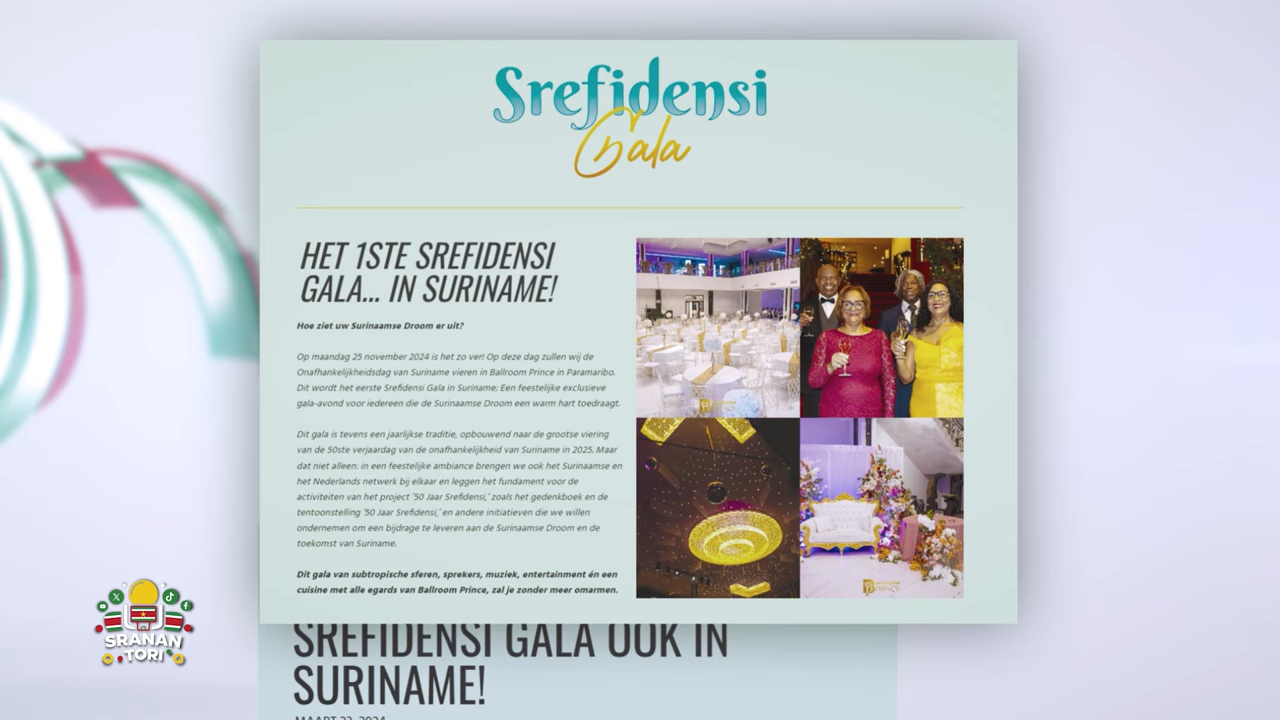 Srefidensi
Gala
HET 1STE SREFIDENSI
GALA... IN SURINAME!
Hoe ziet uw Surinaamse Droom er uit?
Op maandag 25 november 2024 is het zo ver! Op deze dag zullen wij de
Onafhankelijkheidsdag van Suriname vieren in Ballroom Prince in Paramaribo.
Dit wordt het eerste Srefidensi Gala in Suriname; Een feestelijke exclusieve
gala-avond voor iedereen die de Surinaamse Droom een warm hart toedraagt.
Dit gala is tevens een jaarlijkse traditie, opbouwend naar de grootse viering
van de 50ste verjaardag van de onafhankelijkheid van Suriname in 2025. Maar
dat niet alleen: in een feestelijke ambiance brengen we ook het Surinaamse en
het Nederlands netwerk bij elkaar en leggen het fundament voor de
activiteiten van het project '50 Jaar Srefidensi,' zoals het gedenkboek en de
tentoonstelling '50 Jaar Srefidensi,' en andere initiatieven die we willen
ondernemen om een bijdrage te leveren aan de Surinaamse Droom en de
toekomst van Suriname.
Dit gala van subtropische sferen, sprekers, muziek, entertainment én een
cuisine met alle egards van Ballroom Prince, zal je zonder meer omarmen.
SREFIDENSI GALA OOK IN
SURINAME!
MAART 22, 2024
SRANAN
TORI